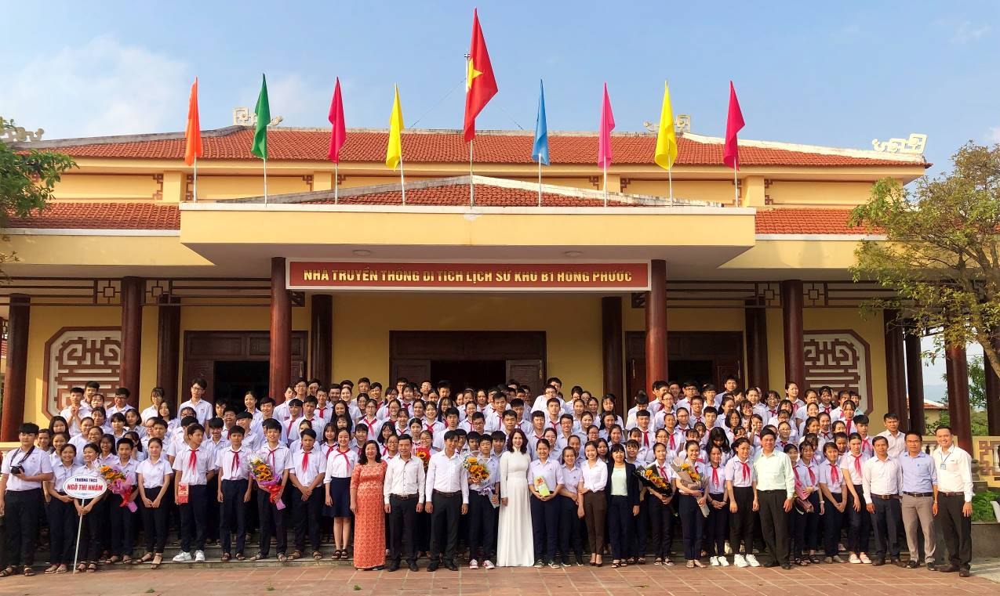 NHÀ TRUYỀN THỐNG DI TÍCH LỊCH SỬ KHU B1 HỒNG PHƯỚC
TRƯỜNG THCS
NGÔ THÌ NHẬM